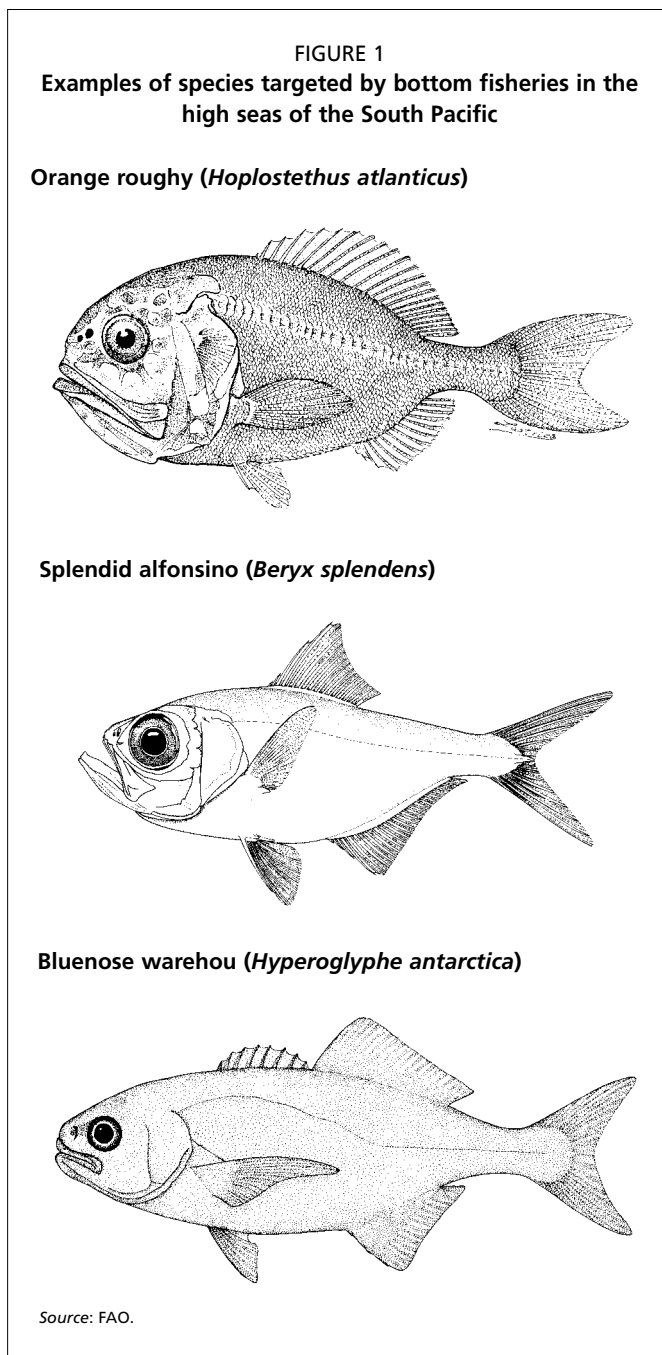 FIGURE 1
Examples of species targeted by bottom fisheries in the
high seas of the South Pacific
Orange roughy (Hoplostethus atlanticus)
Splendid alfonsino (Beryx splendens)
Bluenose warehou (Hyperoglyphe antarctica)
Source: FAO.